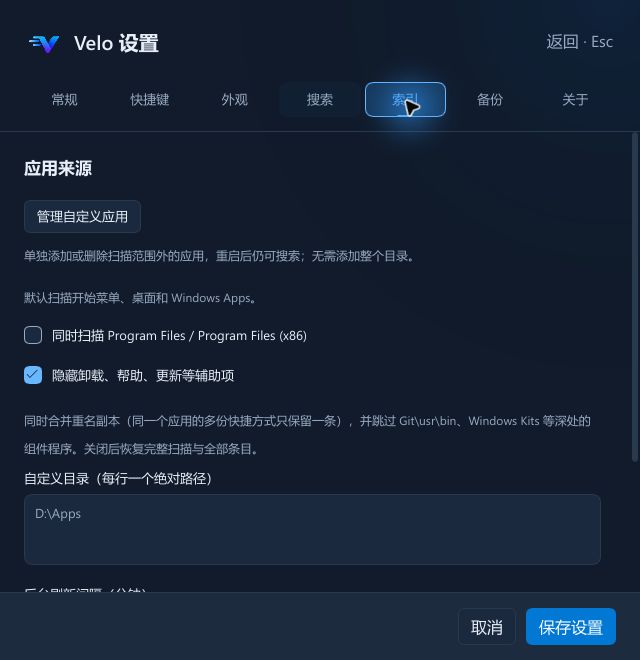 Velo 设置
返回 · Esc
常规
快捷键
外观
搜索
索引
备份
关于
应用来源
管理自定义应用
单独添加或删除扫描范围外的应用，重启后仍可搜索；无需添加整个目录。
默认扫描开始菜单、桌面和 Windows Apps。
同时扫描 Program Files / Program Files (x86)
隐藏卸载、帮助、更新等辅助项
同时合并重名副本（同一个应用的多份快捷方式只保留一条），并跳过 Git\usr\bin、Windows Kits 等深处的
组件程序。关闭后恢复完整扫描与全部条目。
自定义目录（每行一个绝对路径）
D:\Apps
后台刷新间隔（分钟）
取消
保存设置